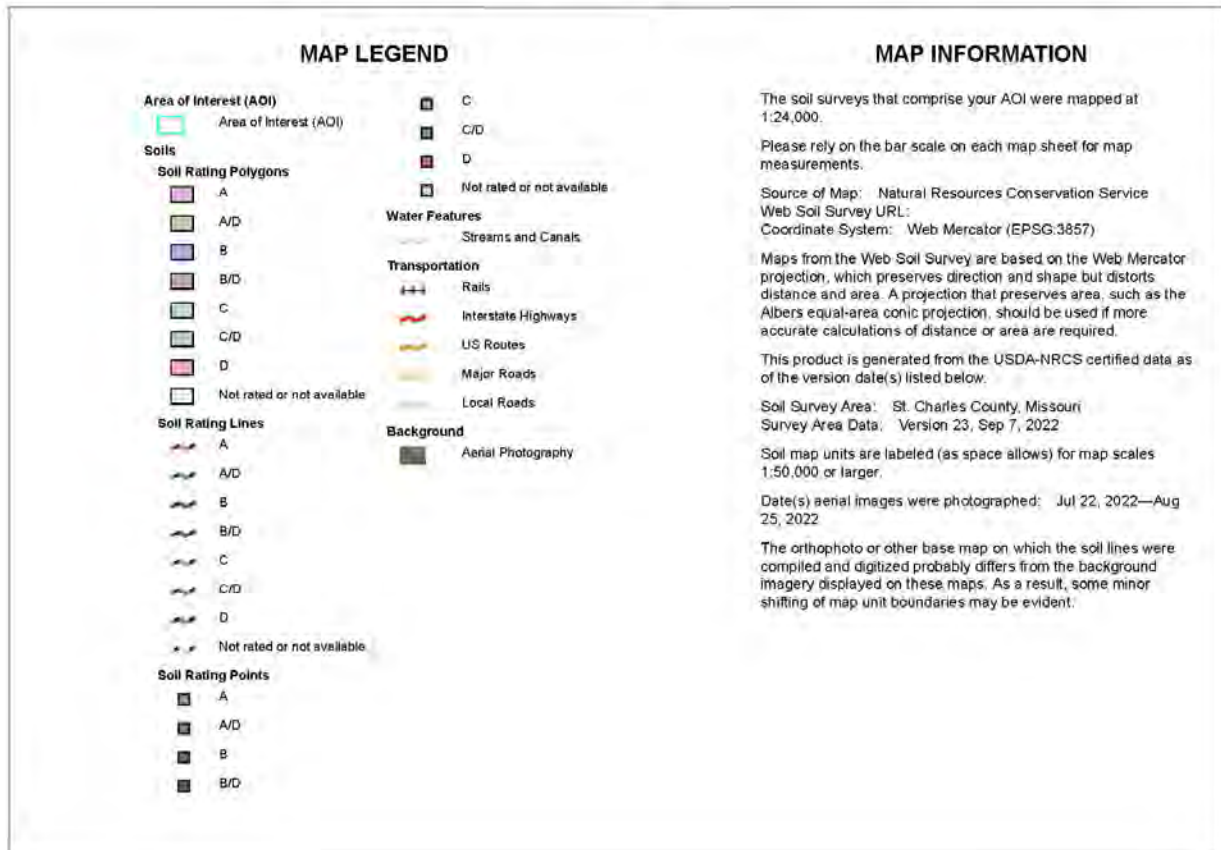 MAP LEGEND
Area of Interest (AOI)
Area of Interest (AOI)
Soils
Soil Rating Polygons
A
A/D
B
B/D
C
C/D
D
Not rated or not available
Soil Rating Lines
A
A/D
B
B/D
C
C/D
D
Not rated or not available
Soil Rating Points
A
A/D
B
B/D
C
C/D
D
Not rated or not available
Water Features
Streams and Canals
Transportation
Rails
Interstate Highways
US Routes
Major Roads
Local Roads
Background
Aerial Photography
MAP INFORMATION
The soil surveys that comprise your AOI were mapped at
1:24,000.
Please rely on the bar scale on each map sheet for map
measurements.
Source of Map: Natural Resources Conservation Service
Web Soil Survey URL:
Coordinate System: Web Mercator (EPSG:3857)
Maps from the Web Soil Survey are based on the Web Mercator
projection, which preserves direction and shape but distorts
distance and area. A projection that preserves area, such as the
Albers equal-area conic projection, should be used if more
accurate calculations of distance or area are required.
This product is generated from the USDA-NRCS certified data as
of the version date(s) listed below.
Soil Survey Area: St. Charles County, Missouri
Survey Area Data: Version 23, Sep 7, 2022
Soil map units are labeled (as space allows) for map scales
1:50,000 or larger.
Date(s) aerial images were photographed: Jul 22, 2022—Aug
25, 2022
The orthophoto or other base map on which the soil lines were
compiled and digitized probably differs from the background
imagery displayed on these maps. As a result, some minor
shifting of map unit boundaries may be evident.